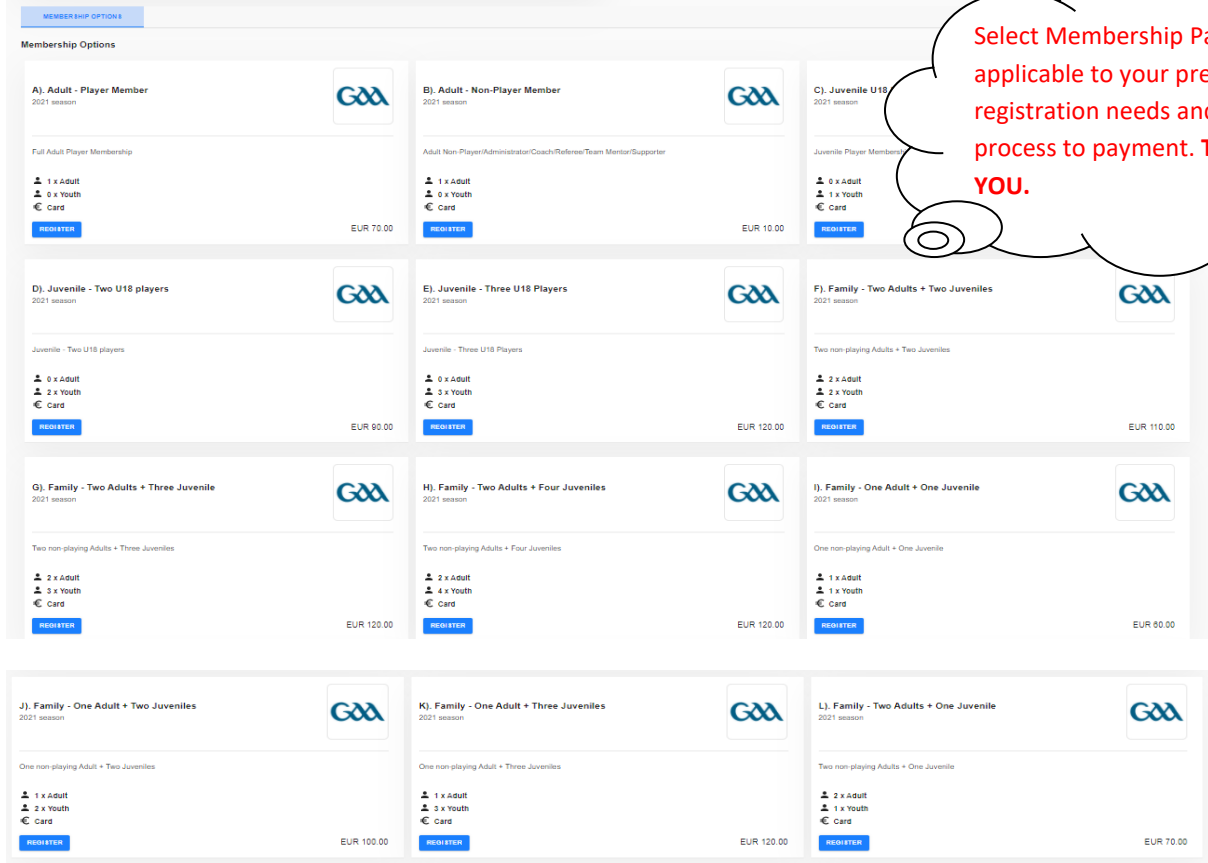 MEMBERSHIP OPTIONS
Membership Options
A). Adult - Player Member
2021 season
GAA
Full Adult Player Membership
1 x Adult
0 x Youth
€ Card
REGISTER
EUR 70.00
B). Adult - Non-Player Member
2021 season
GAA
Adult Non-Player/Administrator/Coach/Referee/Team Mentor/Supporter
1 x Adult
0 x Youth
€ Card
REGISTER
EUR 10.00
C). Juvenile U18
2021 season
Juvenile Player
0 x Adult
1 x Youth
€ Card
REGISTER
Select Membership
applicable to your
registration needs
process to payment.
YOU.
D). Juvenile - Two U18 players
2021 season
GAA
Juvenile - Two U18 players
0 x Adult
2 x Youth
€ Card
REGISTER
EUR 90.00
E). Juvenile - Three U18 Players
2021 season
GAA
Juvenile - Three U18 Players
0 x Adult
3 x Youth
€ Card
REGISTER
EUR 120.00
F). Family - Two Adults + Two Juveniles
2021 season
GAA
Two non-playing Adults + Two Juveniles
2 x Adult
2 x Youth
€ Card
REGISTER
EUR 110.00
G). Family - Two Adults + Three Juvenile
2021 season
GAA
Two non-playing Adults + Three Juveniles
2 x Adult
3 x Youth
€ Card
REGISTER
EUR 120.00
H). Family - Two Adults + Four Juveniles
2021 season
GAA
Two non-playing Adults + Four Juveniles
2 x Adult
4 x Youth
€ Card
REGISTER
EUR 120.00
I). Family - One Adult + One Juvenile
2021 season
GAA
One non-playing Adult + One Juvenile
1 x Adult
1 x Youth
€ Card
REGISTER
EUR 60.00
J). Family - One Adult + Two Juveniles
2021 season
GAA
One non-playing Adult + Two Juveniles
1 x Adult
2 x Youth
€ Card
REGISTER
EUR 100.00
K). Family - One Adult + Three Juveniles
2021 season
GAA
One non-playing Adult + Three Juveniles
1 x Adult
3 x Youth
€ Card
REGISTER
EUR 120.00
L). Family - Two Adults + One Juvenile
2021 season
GAA
Two non-playing Adults + One Juvenile
2 x Adult
1 x Youth
€ Card
REGISTER
EUR 70.00